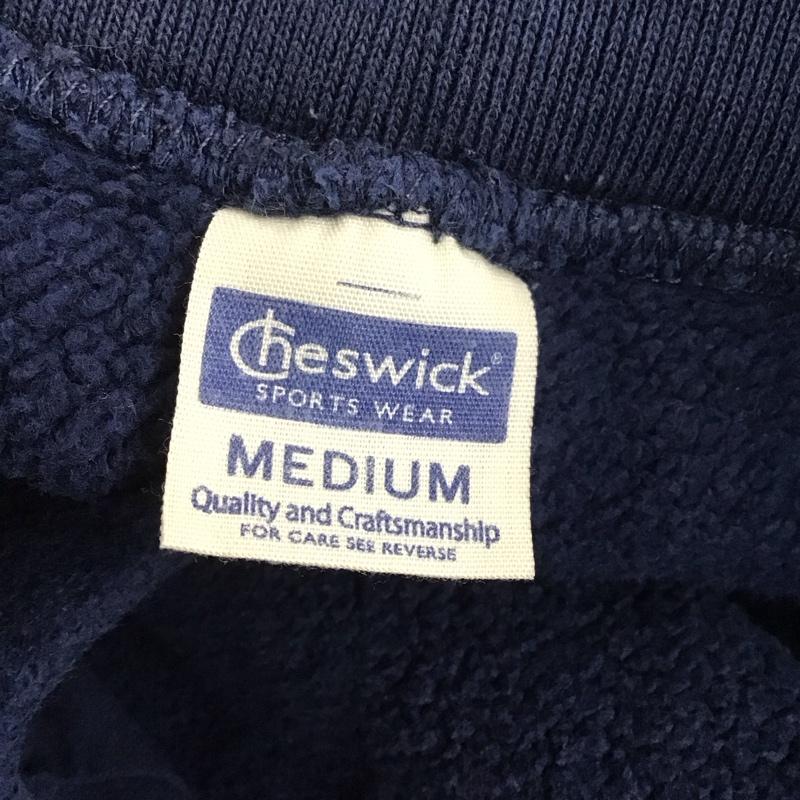 Cheswick®
SPORTS WEAR
MEDIUM
Quality and Craftsmanship
FOR CARE SEE REVERSE